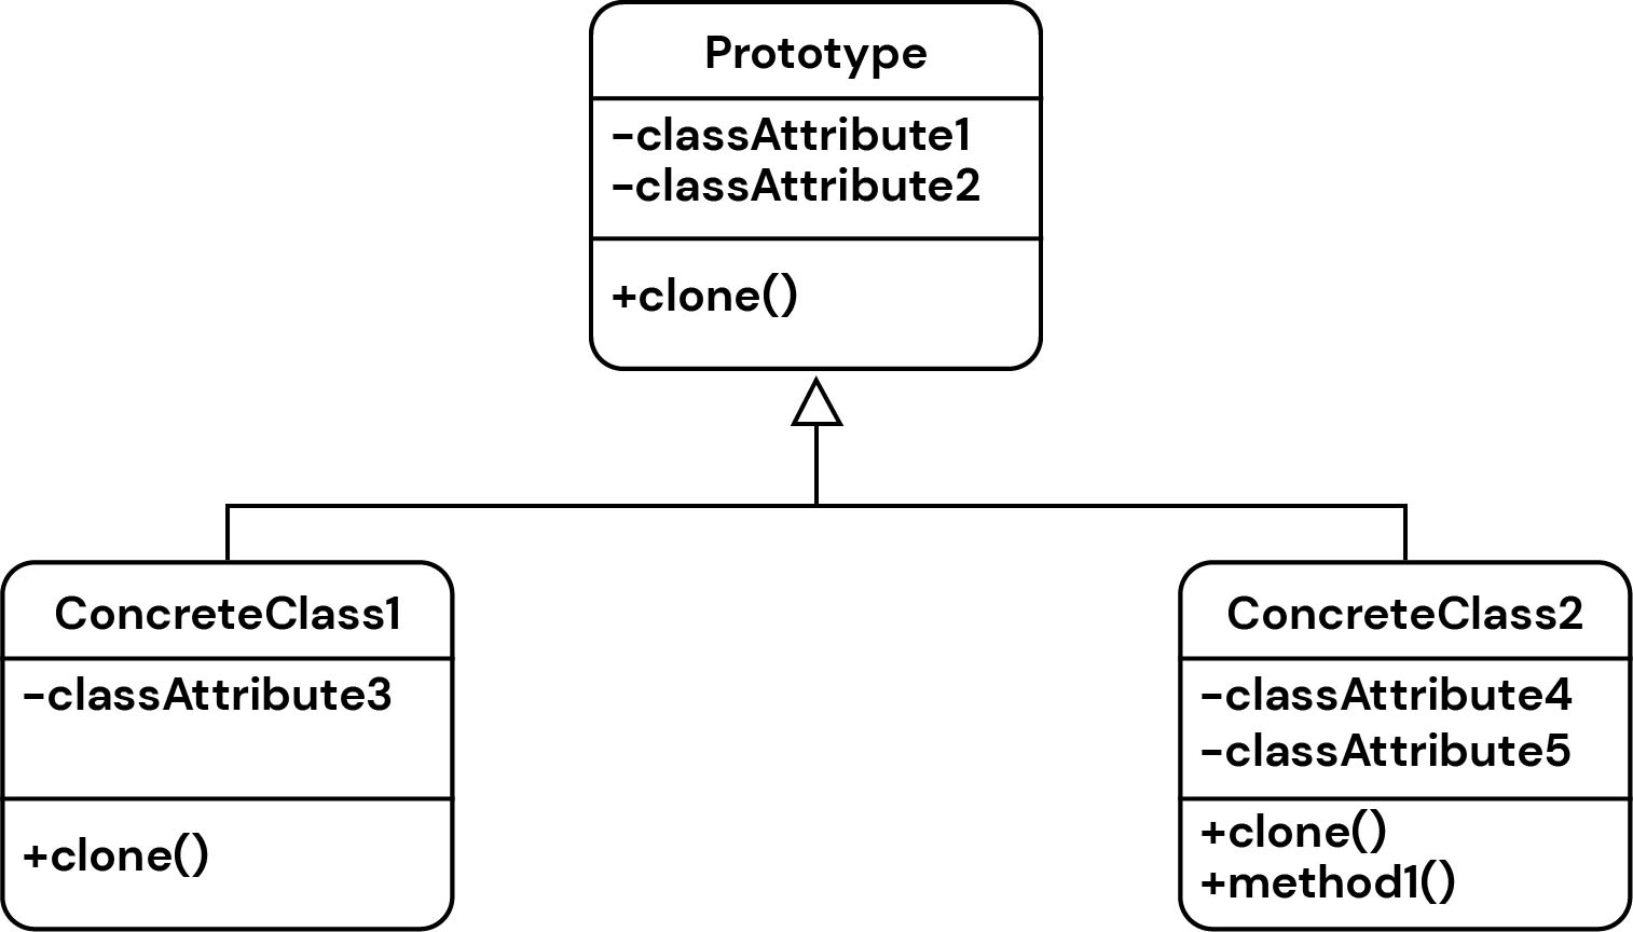 Prototype
-classAttribute1
-classAttribute2
+clone()
ConcreteClass1
-classAttribute3
+clone()
ConcreteClass2
-classAttribute4
-classAttribute5
+clone()
+method1()